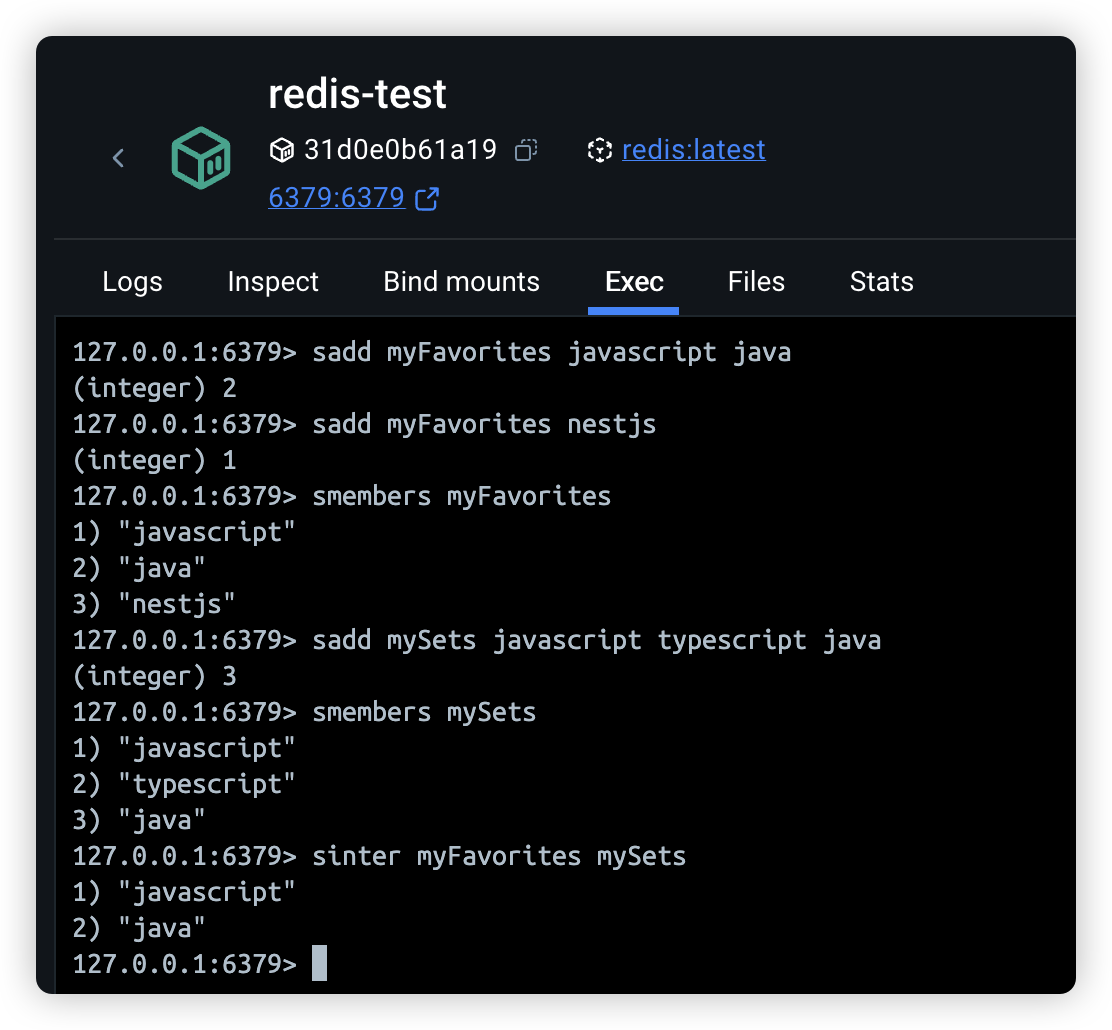 redis-test
31d0e0b61a19 redis:latest
6379:6379
Logs Inspect Bind mounts Exec Files Stats
127.0.0.1:6379> sadd myFavorites javascript java
(integer) 2
127.0.0.1:6379> sadd myFavorites nestjs
(integer) 1
127.0.0.1:6379> smembers myFavorites
1) "javascript"
2) "java"
3) "nestjs"
127.0.0.1:6379> sadd mySets javascript typescript java
(integer) 3
127.0.0.1:6379> smembers mySets
1) "javascript"
2) "typescript"
3) "java"
127.0.0.1:6379> sinter myFavorites mySets
1) "javascript"
2) "java"
127.0.0.1:6379>